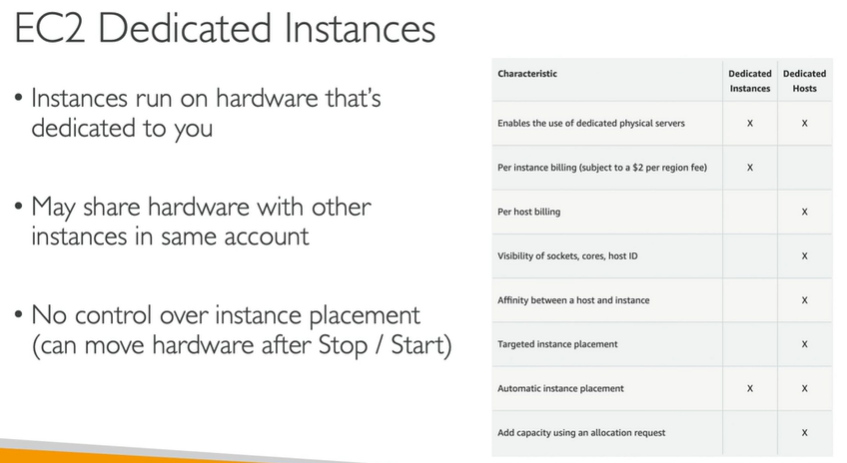 EC2 Dedicated Instances
• Instances run on hardware that's
dedicated to you
• May share hardware with other
instances in same account
• No control over instance placement
(can move hardware after Stop / Start)
Characteristic Dedicated Instances Dedicated Hosts
Enables the use of dedicated physical servers X X
Per instance billing (subject to a $2 per region fee) X
Per host billing X
Visibility of sockets, cores, host ID X
Affinity between a host and instance X
Targeted instance placement X
Automatic instance placement X X
Add capacity using an allocation request X